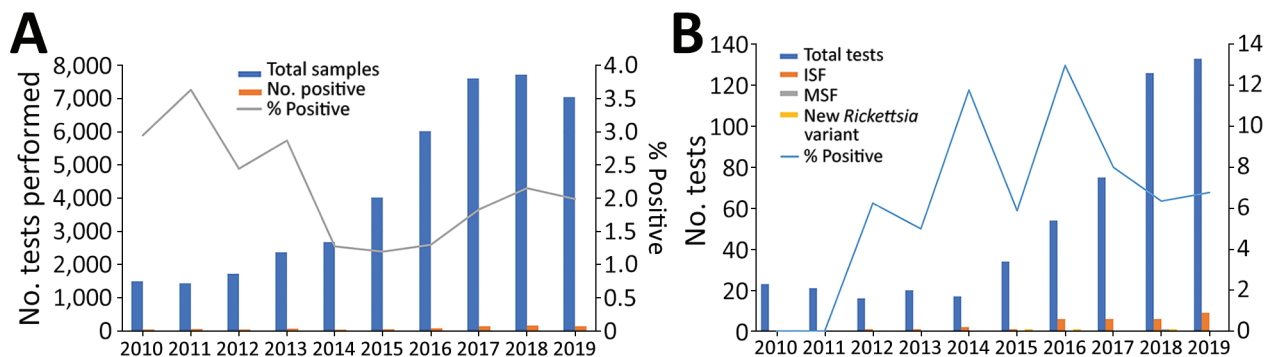 A
No. tests performed
8,000
7,000
6,000
5,000
4,000
3,000
2,000
1,000
0
Total samples
No. positive
% Positive
4.0
3.5
3.0
2.5
2.0
1.5
1.0
0.5
0
% Positive
2010 2011 2012 2013 2014 2015 2016 2017 2018 2019
B
No. tests
140
120
100
80
60
40
20
0
Total tests
ISF
MSF
New Rickettsia
variant
% Positive
14
12
10
8
6
4
2
0
2010 2011 2012 2013 2014 2015 2016 2017 2018 2019